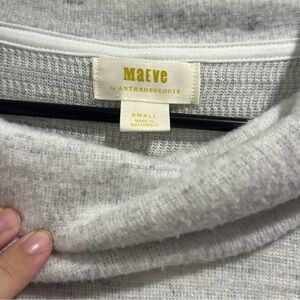 Maeve
by ANTHROPOLOGIE
SMALL
MADE IN
GUATEMALA